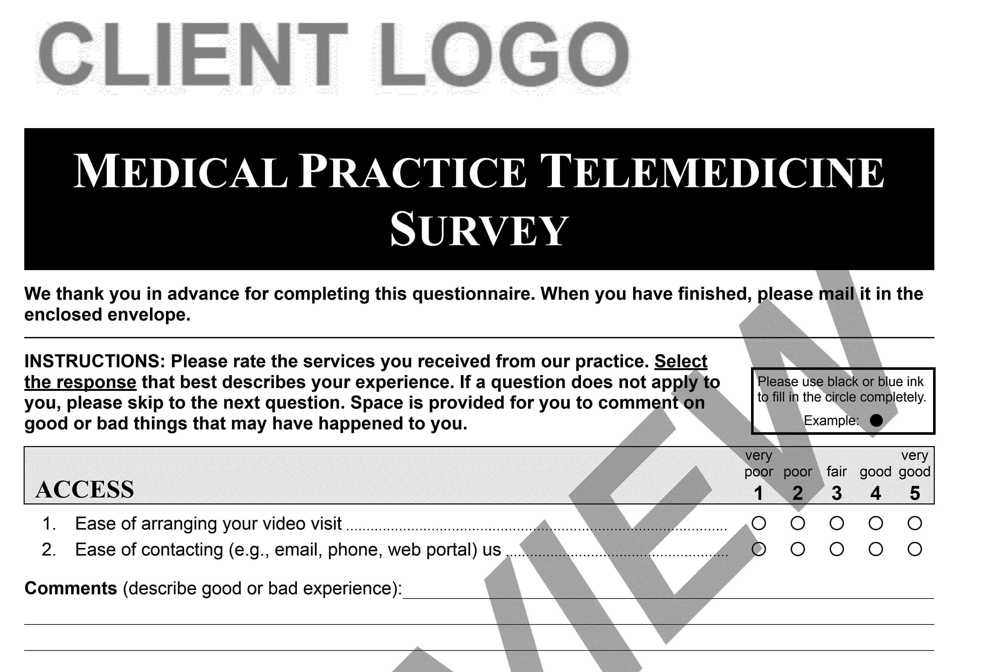 CLIENT LOGO
MEDICAL PRACTICE TELEMEDICINE
SURVEY
We thank you in advance for completing this questionnaire. When you have finished, please mail it in the
enclosed envelope.
INSTRUCTIONS: Please rate the services you received from our practice. Select
the response that best describes your experience. If a question does not apply to
you, please skip to the next question. Space is provided for you to comment on
good or bad things that may have happened to you.
Please use black or blue ink
to fill in the circle completely.
Example:
very very
poor poor fair good good
ACCESS 1 2 3 4 5
1. Ease of arranging your video visit
2. Ease of contacting (e.g., email, phone, web portal) us
Comments (describe good or bad experience):